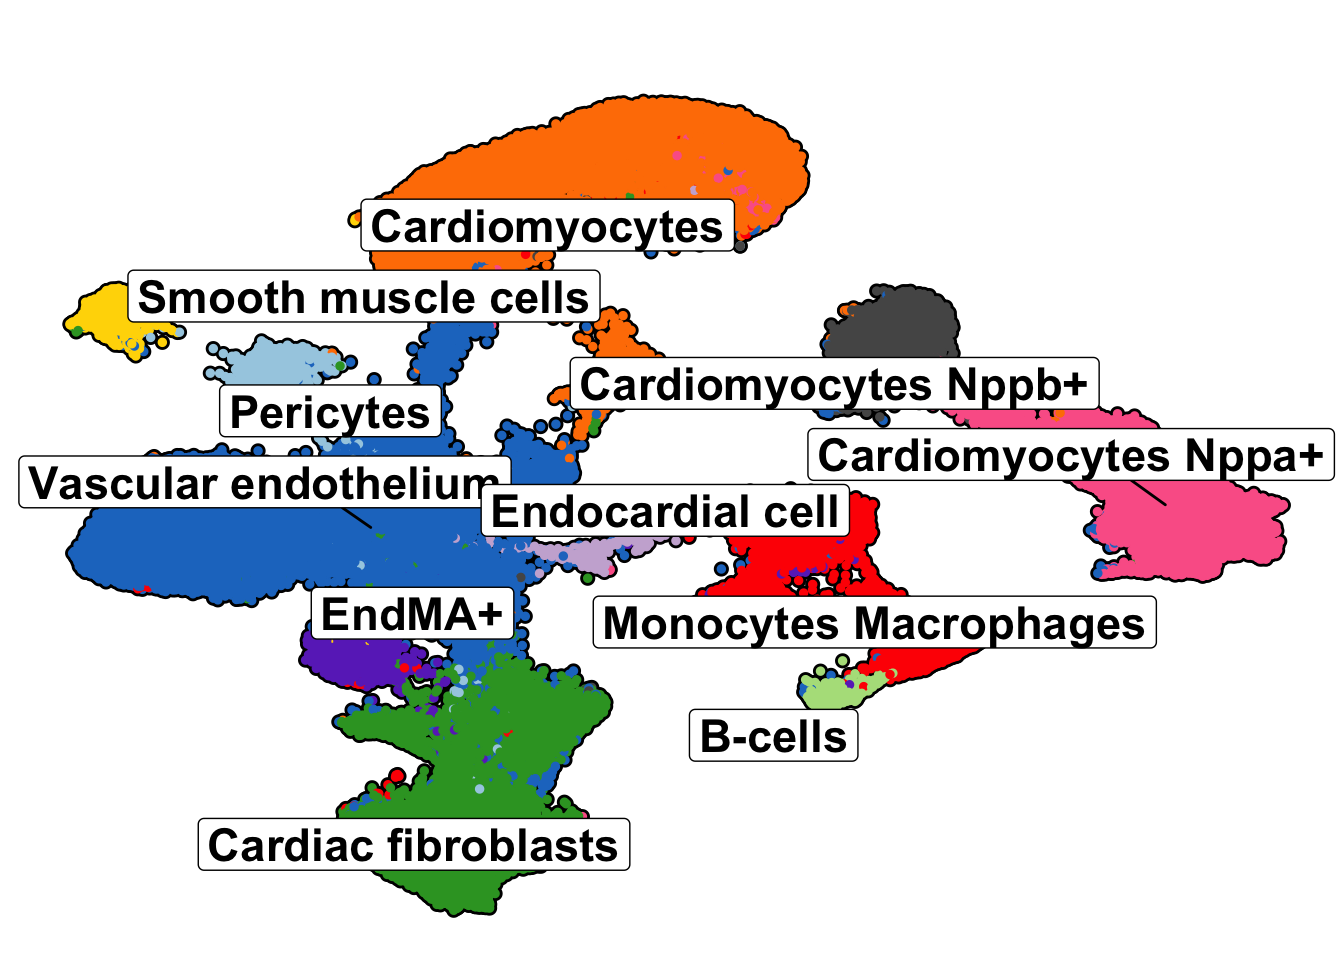 Cardiomyocytes
Smooth muscle cells
Cardiomyocytes Nppb+
Pericytes
Cardiomyocytes Nppa+
Vascular endothelium
Endocardial cell
EndMA+
Monocytes Macrophages
B-cells
Cardiac fibroblasts